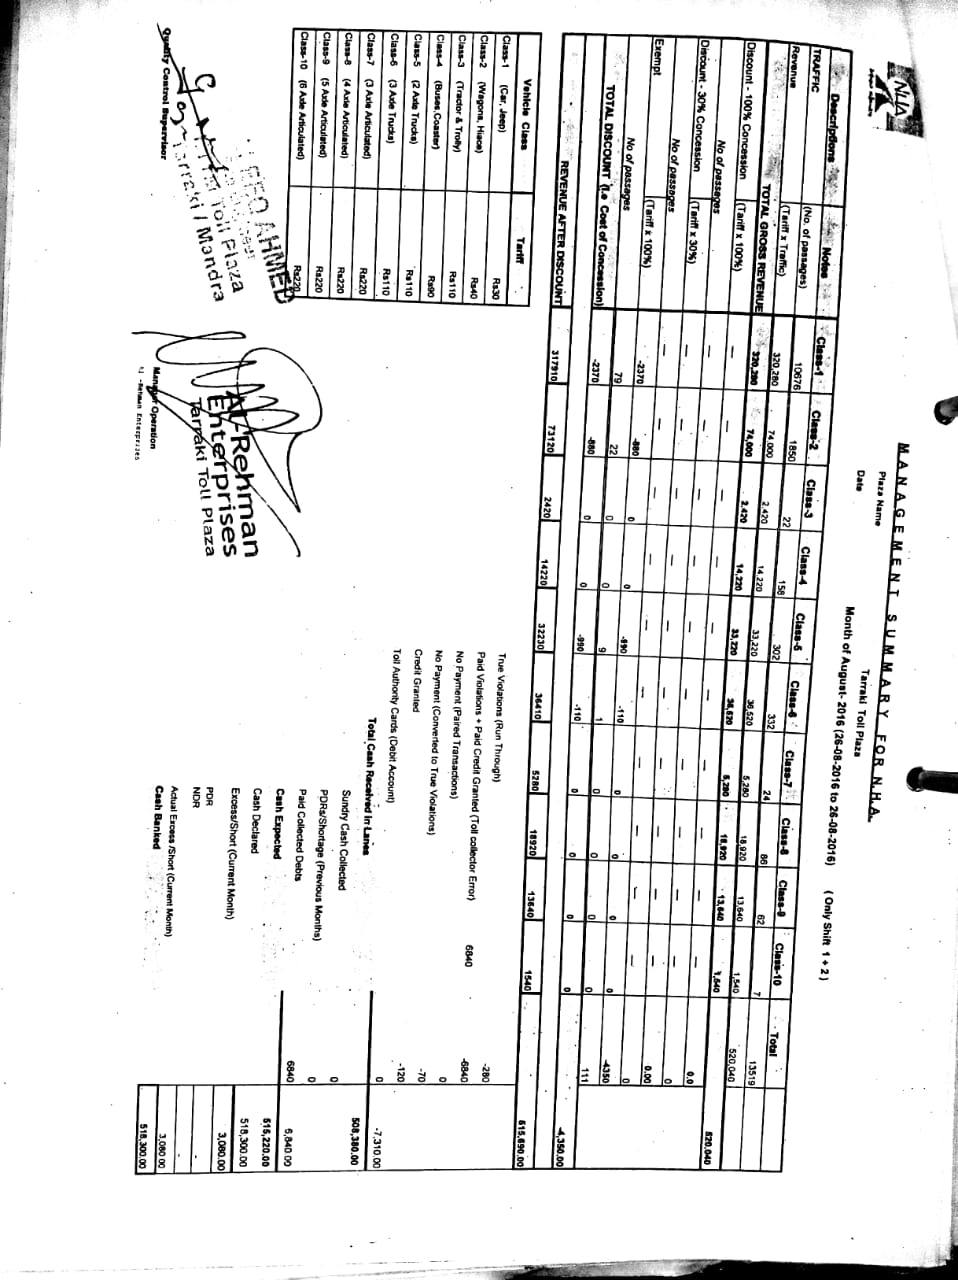 NHA
MANAGEMENT SUMMARY FOR N.H.A.
Plaza Name Tarraki Toll Plaza
Date Month of August- 2016 (26-08-2016 to 26-08-2016) (Only Shift 1 + 2)
Descriptions Notes Class-1 Class-2 Class-3 Class-4 Class-5 Class-6 Class-7 Class-8 Class-9 Class-10 Total
TRAFFIC (No. of passages) 10676 1850 22 158 302 332 24 86 62 7 13519
Revenue (Tariff x Traffic) 320,280 74,000 2,420 14,220 33,220 36,520 5,280 18,920 13,640 1,540 520,040
TOTAL GROSS REVENUE 320,280 74,000 2,420 14,220 33,220 36,520 5,280 18,920 13,640 1,540 520,040
Discount - 100% Concession (Tariff x 100%) — — — — — — — — — — 0.0
No of passages — — — — — — — — — — 0
Discount - 30% Concession (Tariff x 30%) — — — — — — — — — — 0.00
No of passages — — — — — — — — — — 0
Exempt (Tariff x 100%) -2370 -880 0 0 -990 -110 0 0 0 0 -4350
No of passages 79 22 0 0 9 1 0 0 0 0 111
TOTAL DISCOUNT (i.e Cost of Concession) -2370 -880 0 0 -990 -110 0 0 0 0 -4,350.00
REVENUE AFTER DISCOUNT 317910 73120 2420 14220 32230 36410 5280 18920 13640 1540 515,690.00
Vehicle Class Tariff
Class-1 (Car, Jeep) Rs30
Class-2 (Wagons, Hiace) Rs40
Class-3 (Tractor & Trolly) Rs110
Class-4 (Buses,Coaster) Rs90
Class-5 (2 Axle Trucks) Rs110
Class-6 (3 Axle Trucks) Rs110
Class-7 (3 Axle Articulated) Rs220
Class-8 (4 Axle Articulated) Rs220
Class-9 (5 Axle Articulated) Rs220
Class-10 (6 Axle Articulated) Rs220
True Violations (Run Through) -280
Paid Violations + Paid Credit Granted (Toll collector Error) 6840 -6840
No Payment (Paired Transactions) 0
No Payment (Converted to True Violations) -70
Credit Granted -120
Toll Authority Cards (Debit Account) 0 -7,310.00
Total Cash Received in Lanes 508,380.00
Sundry Cash Collected 0
PDRs/Shortage (Previous Months) 0
Paid Collected Debts 6840 6,840.00
Cash Expected 515,220.00
Cash Declared 518,300.00
Excess/Short (Current Month) 3,080.00
PDR -
NDR -
Actual Excess /Short (Current Month) 3,080.00
Cash Banked 518,300.00
AHMED
Toll Plaza
Tarraki / Mandra
Quality Control Supervisor
Al-Rehman
Enterprises
Tarraki Toll Plaza
Manager Operation
Al -Rehman Enterprises